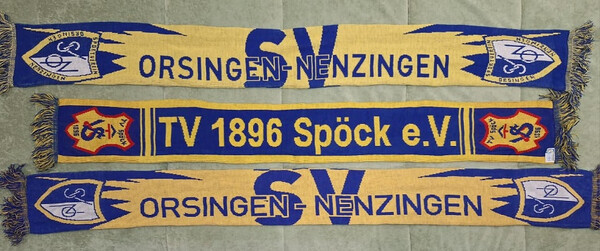 SV
ORSINGEN-NENZINGEN
TV 1896 Spöck e.V.
SV
ORSINGEN-NENZINGEN